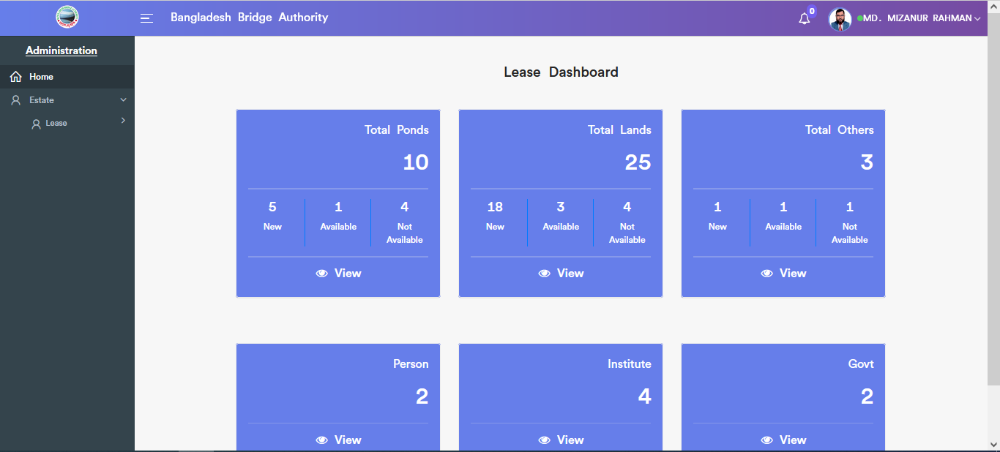 Bangladesh Bridge Authority
0
MD. MIZANUR RAHMAN
Administration
Home
Estate
Lease
Lease Dashboard
Total Ponds
10
5 1 4
New Available Not
Available
View
Total Lands
25
18 3 4
New Available Not
Available
View
Total Others
3
1 1 1
New Available Not
Available
View
Person
2
View
Institute
4
View
Govt
2
View